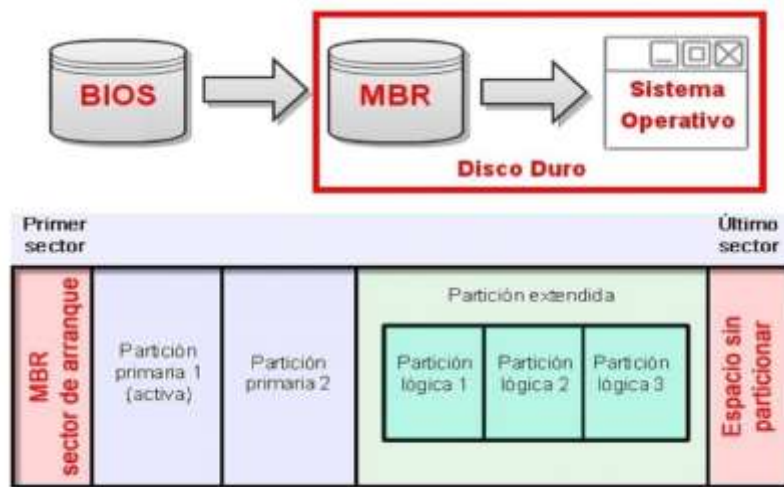 BIOS
MBR
Sistema
Operativo
Disco Duro
Primer
sector
Último
sector
MBR
sector de arranque
Partición
primaria 1
(activa)
Partición
primaria 2
Partición extendida
Partición
lógica 1
Partición
lógica 2
Partición
lógica 3
Espacio sin
particionar